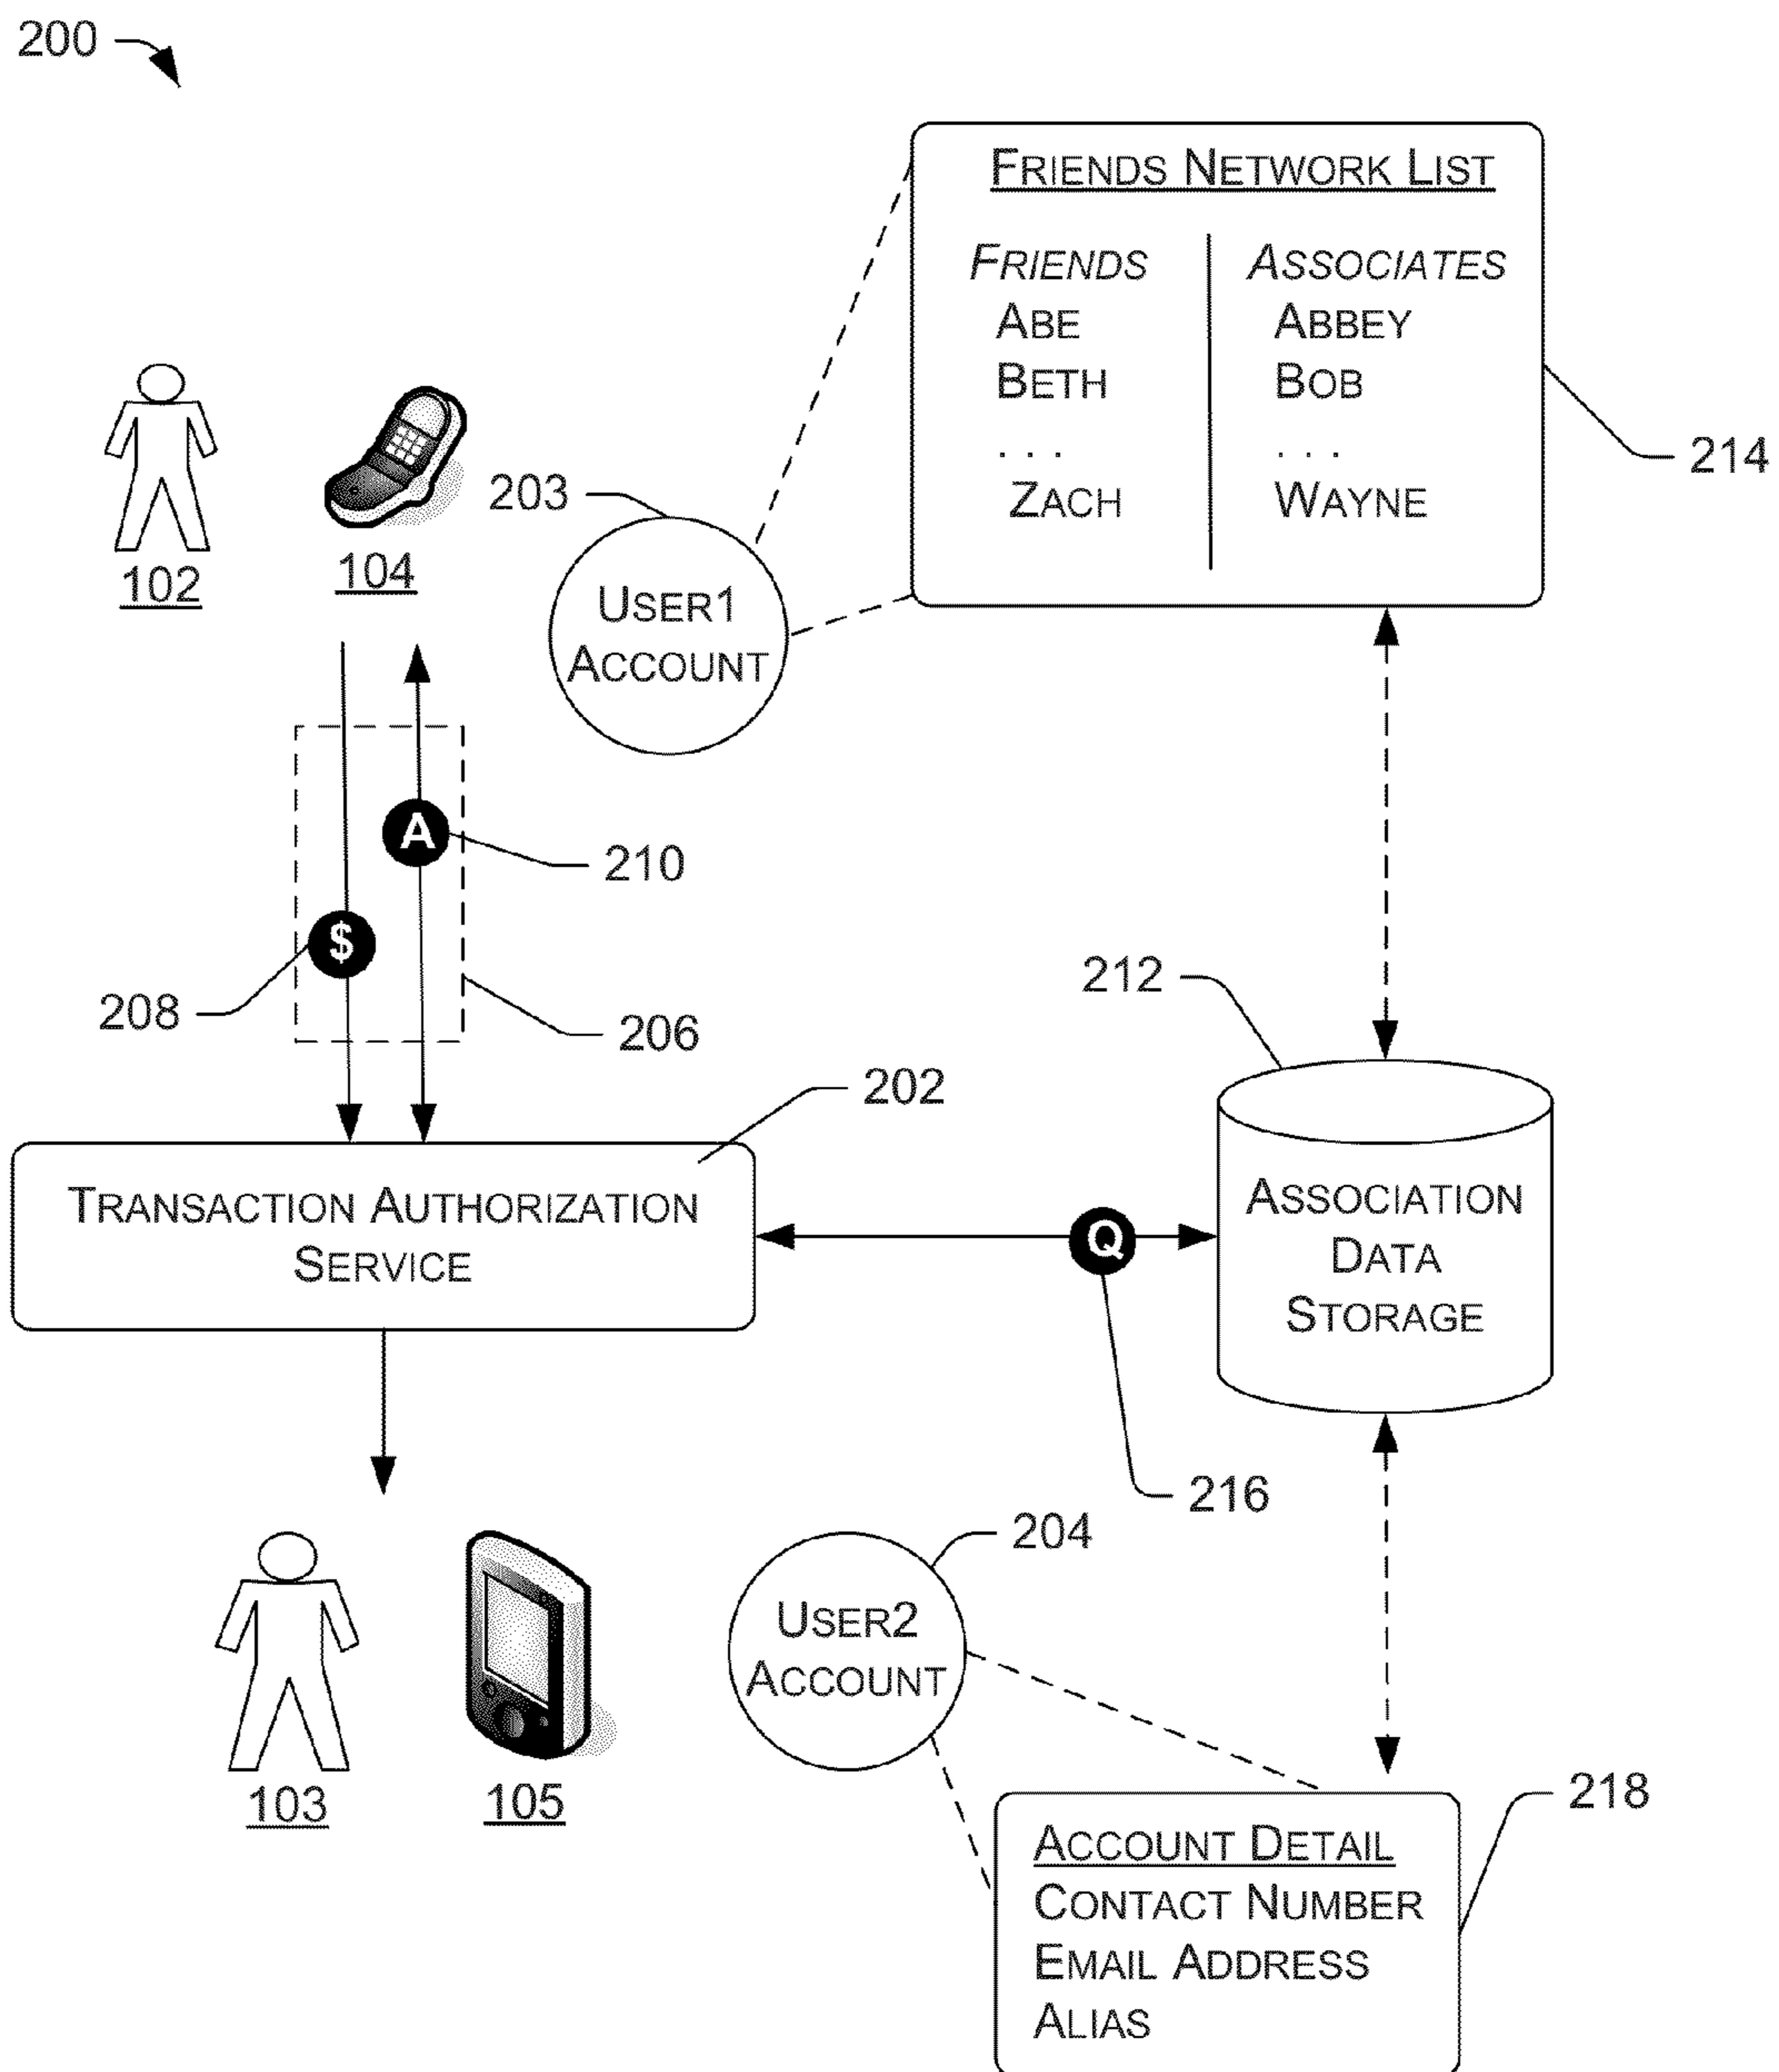 200
FRIENDS NETWORK LIST
FRIENDS
ASSOCIATES
ABE
ABBEY
BETH
BOB
. . .
. . .
ZACH
WAYNE
214
102
104
203
USER1
ACCOUNT
A
210
$
208
206
212
202
TRANSACTION AUTHORIZATION
SERVICE
Q
ASSOCIATION
DATA
STORAGE
216
204
USER2
ACCOUNT
103
105
218
ACCOUNT DETAIL
CONTACT NUMBER
EMAIL ADDRESS
ALIAS